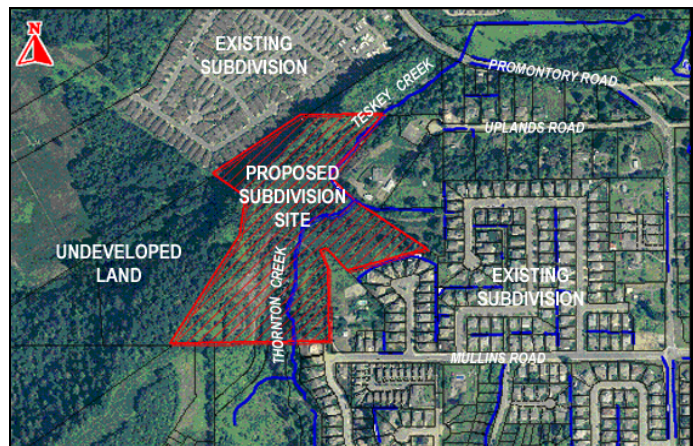 N
EXISTING
SUBDIVISION
TESKEY CREEK
PROMONTORY ROAD
UPLANDS ROAD
PROPOSED
SUBDIVISION
SITE
UNDEVELOPED
LAND
THORNTON CREEK
EXISTING
SUBDIVISION
MULLINS ROAD